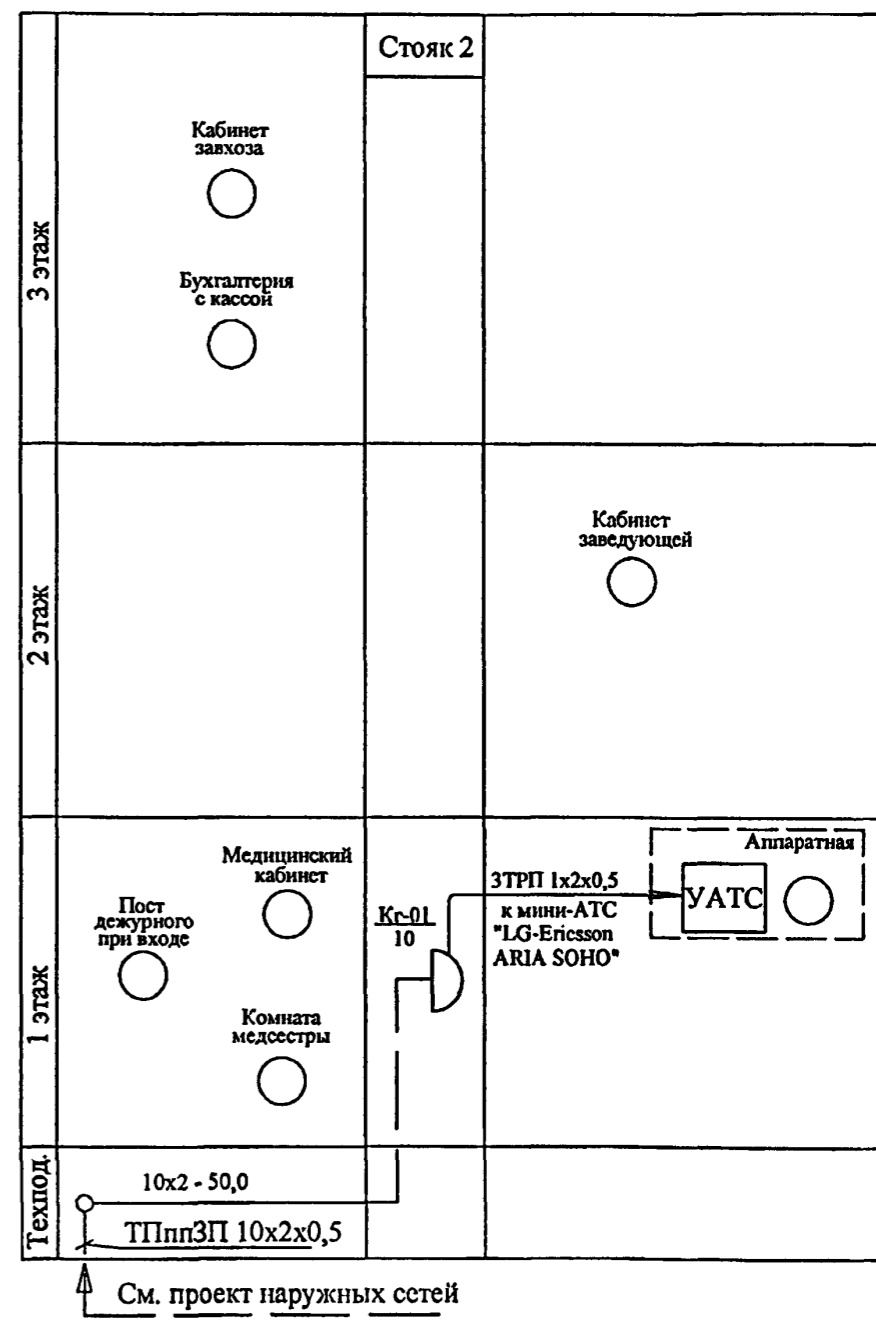 Стояк 2
Кабинет
завхоза
3 этаж
Бухгалтерия
с кассой
Кабинет
заведующей
2 этаж
Аппаратная
Медицинский
кабинет
3ТРП 1х2х0,5
УАТС
Пост
дежурного
при входе
Кг-01
10
к мини-АТС
"LG-Ericsson
ARIA SOHO"
1 этаж
Комната
медсестры
Техпод.
10х2 - 50,0
ТПппЗП 10х2х0,5
См. проект наружных сетей